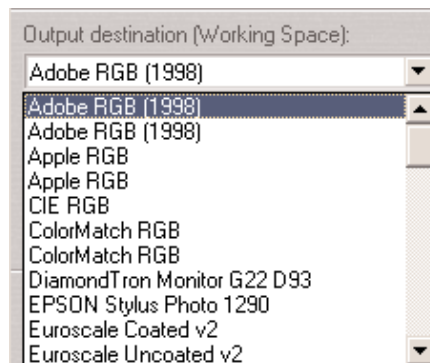 Output destination (Working Space):
Adobe RGB (1998)
Adobe RGB (1998)
Adobe RGB (1998)
Apple RGB
Apple RGB
CIE RGB
ColorMatch RGB
ColorMatch RGB
DiamondTron Monitor G22 D93
EPSON Stylus Photo 1290
Euroscale Coated v2
Euroscale Uncoated v2